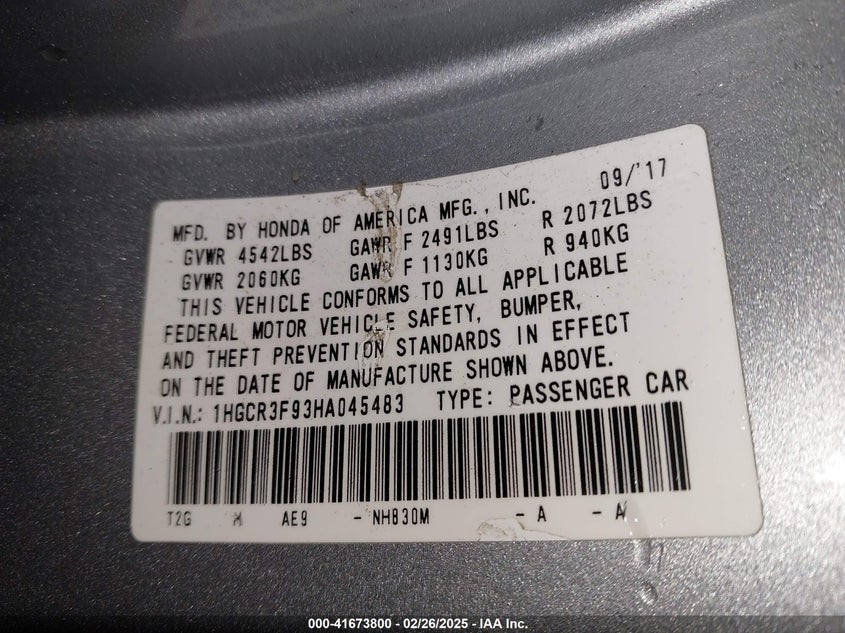 09/'17
MFD. BY HONDA OF AMERICA MFG., INC.
GVWR 4542LBS GAWR F 2491LBS R 2072LBS
GVWR 2060KG GAWR F 1130KG R 940KG
THIS VEHICLE CONFORMS TO ALL APPLICABLE
FEDERAL MOTOR VEHICLE SAFETY, BUMPER,
AND THEFT PREVENTION STANDARDS IN EFFECT
ON THE DATE OF MANUFACTURE SHOWN ABOVE.
V.I.N.: 1HGCR3F93HA045483 TYPE: PASSENGER CAR
T2G M AE9 - NH830M - A - A
000-41673800 - 02/26/2025 - IAA Inc.